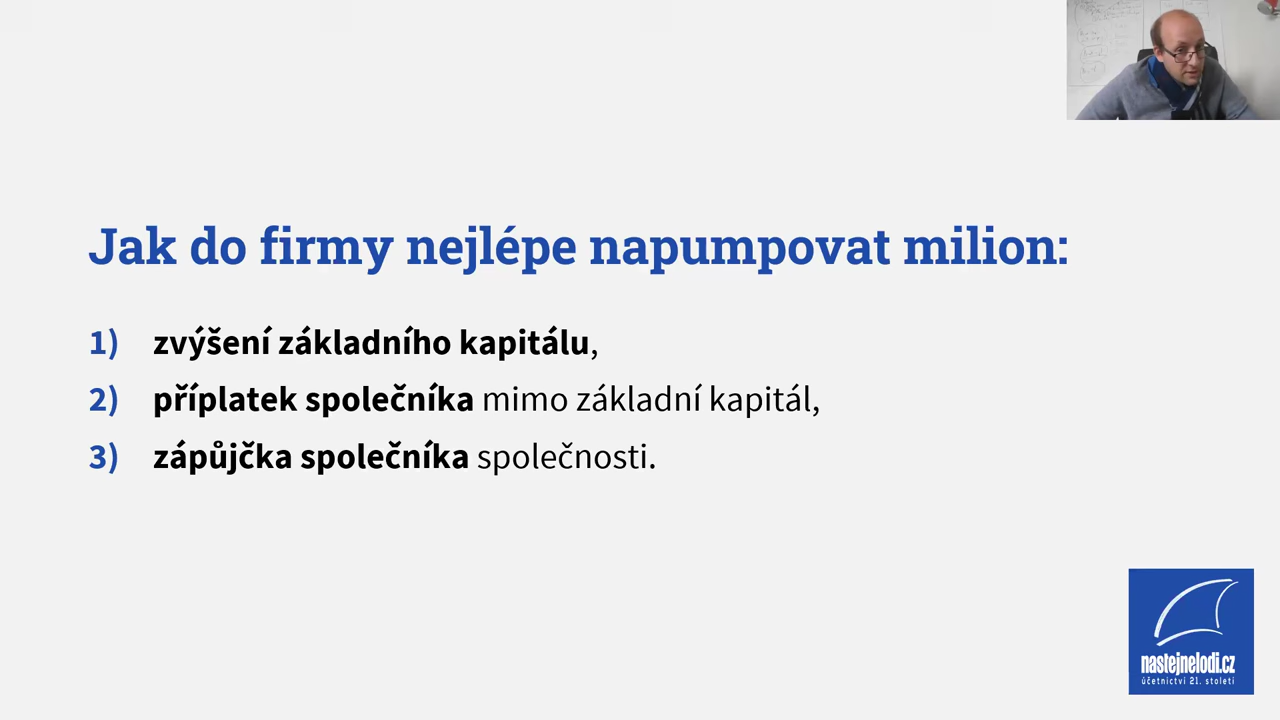 Jak do firmy nejlépe napumpovat milion:
1) zvýšení základního kapitálu,
2) příplatek společníka mimo základní kapitál,
3) zápůjčka společníka společnosti.
nastejnelodi.cz
účetnictví 21. století